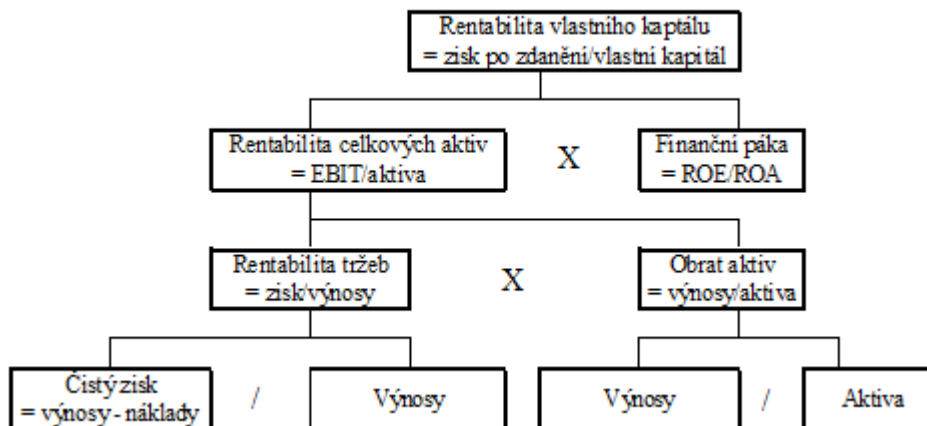 Rentabilita vlastního kaptálu
= zisk po zdanění/vlastní kapitál
Rentabilita celkových aktiv
= EBIT/aktiva
X
Finanční páka
= ROE/ROA
Rentabilita tržeb
= zisk/výnosy
X
Obrat aktiv
= výnosy/aktiva
Čistý zisk
= výnosy - náklady
/
Výnosy
Výnosy
/
Aktiva